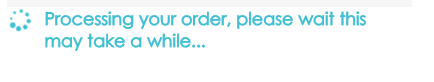 Processing your order, please wait this
may take a while...